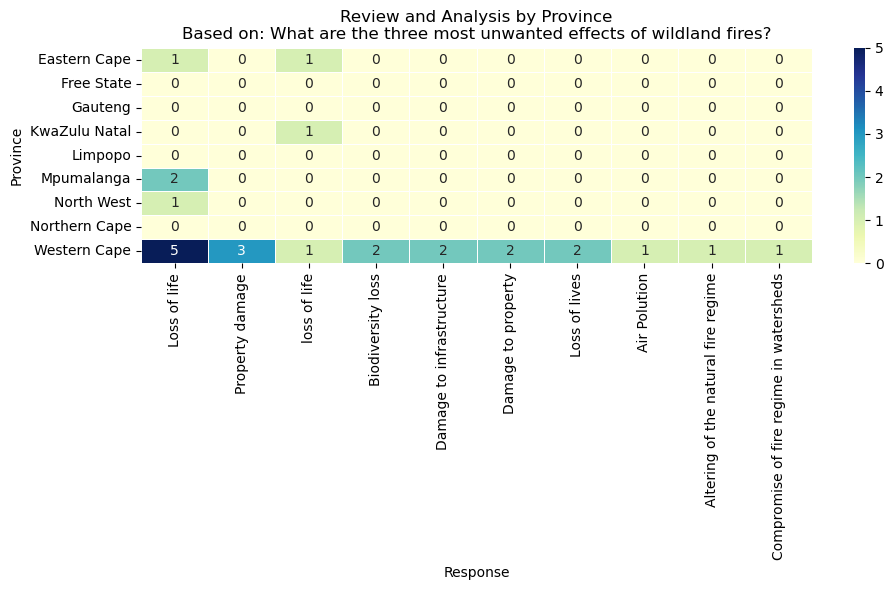 Review and Analysis by Province
Based on: What are the three most unwanted effects of wildland fires?
Province
Eastern Cape 1 0 1 0 0 0 0 0 0 0
Free State 0 0 0 0 0 0 0 0 0 0
Gauteng 0 0 0 0 0 0 0 0 0 0
KwaZulu Natal 0 0 1 0 0 0 0 0 0 0
Limpopo 0 0 0 0 0 0 0 0 0 0
Mpumalanga 2 0 0 0 0 0 0 0 0 0
North West 1 0 0 0 0 0 0 0 0 0
Northern Cape 0 0 0 0 0 0 0 0 0 0
Western Cape 5 3 1 2 2 2 2 1 1 1
Loss of life
Property damage
loss of life
Biodiversity loss
Damage to infrastructure
Damage to property
Loss of lives
Air Polution
Altering of the natural fire regime
Compromise of fire regime in watersheds
Response
5
4
3
2
1
0